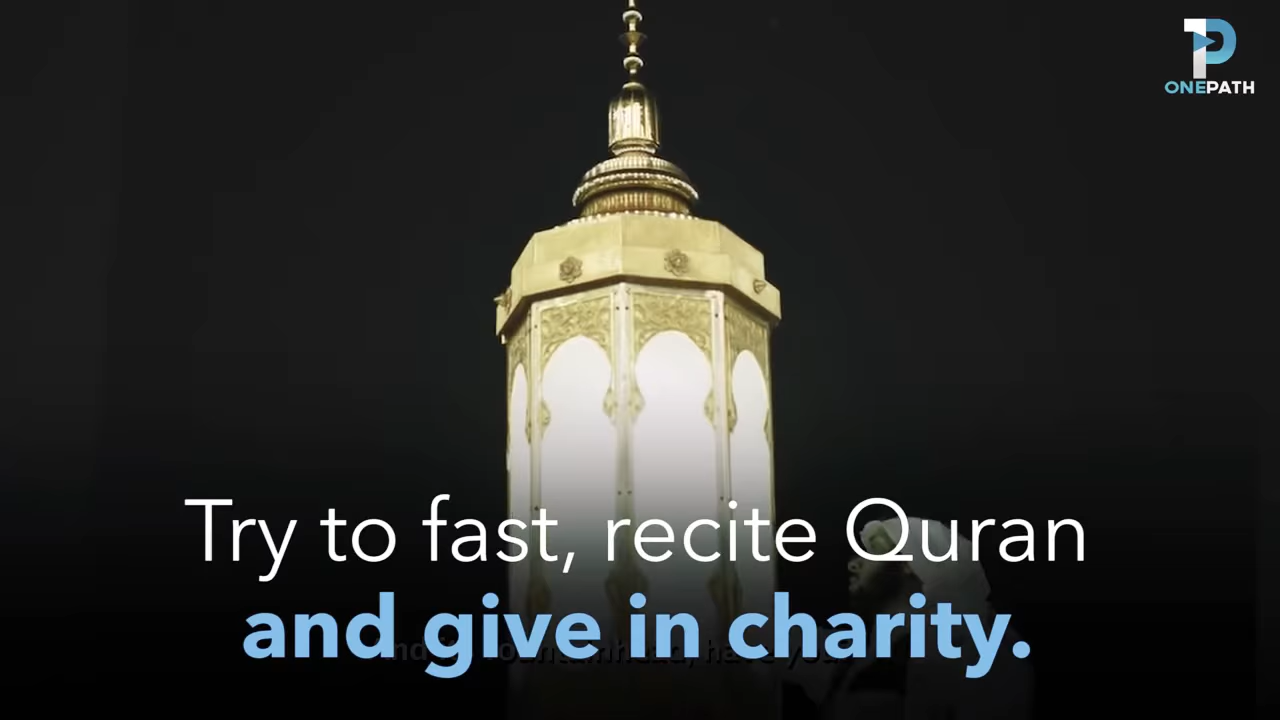 ONEPATH
Try to fast, recite Quran
and give in charity.